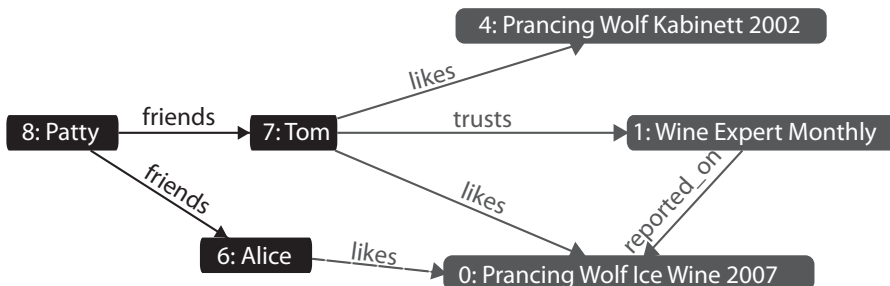 4: Prancing Wolf Kabinett 2002
likes
friends
trusts
8: Patty
7: Tom
1: Wine Expert Monthly
friends
likes
reported_on
6: Alice
likes
0: Prancing Wolf Ice Wine 2007